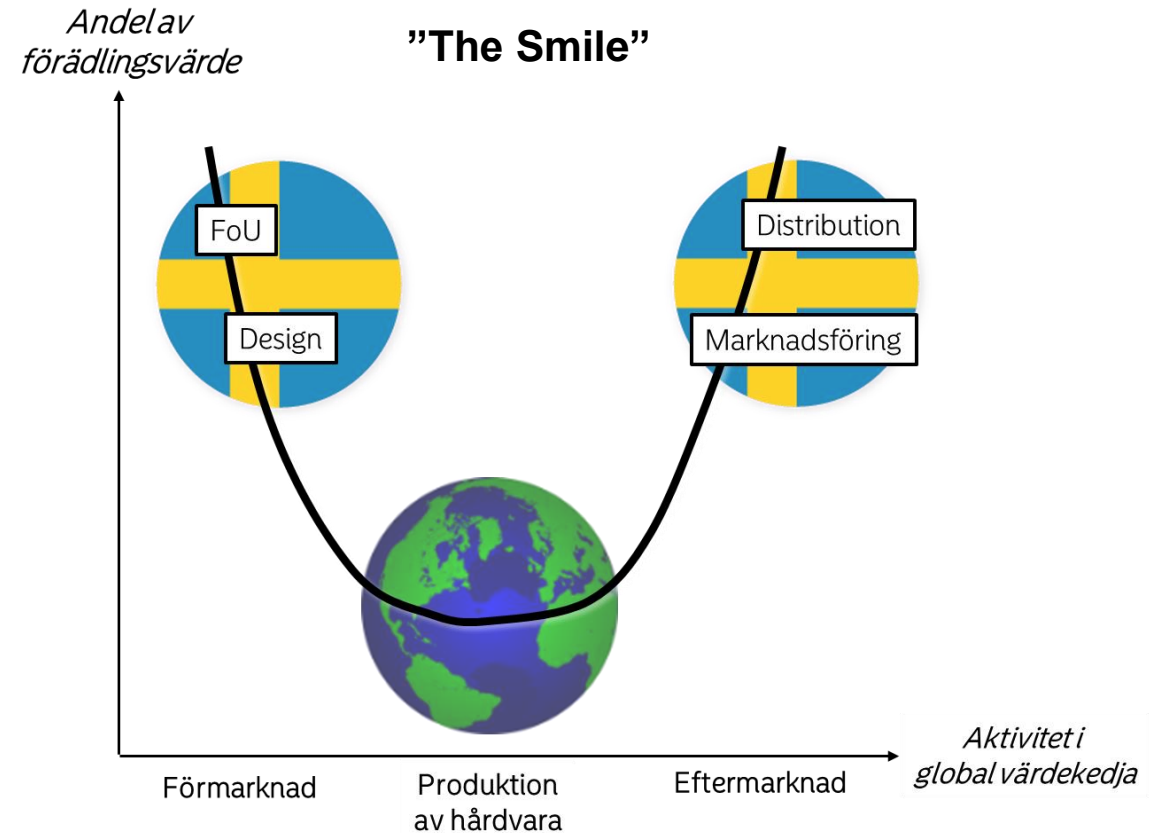 Andel av
förädlingsvärde
”The Smile”
FoU
Distribution
Design
Marknadsföring
Förmarknad
Produktion
av hårdvara
Eftermarknad
Aktivitet i
global värdekedja